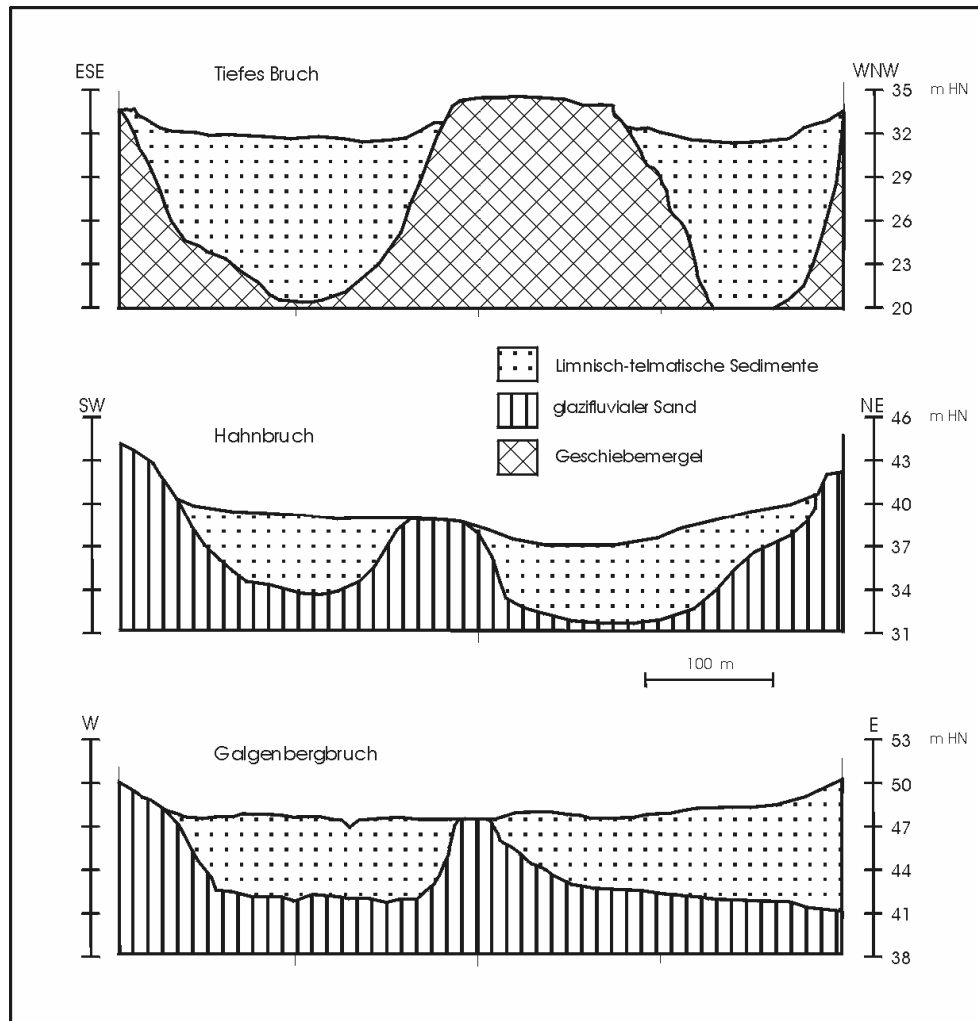 ESE Tiefes Bruch WNW
35 m HN
32
29
26
23
20
Limnisch-telmatische Sedimente
glazifluvialer Sand
Geschiebemergel
SW Hahnbruch NE
46 m HN
43
40
37
34
31
100 m
W Galgenbergbruch E
53 m HN
50
47
44
41
38